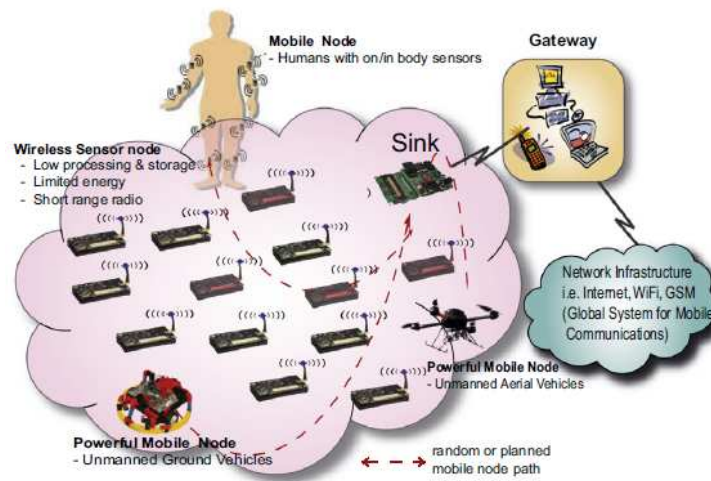 Mobile Node
- Humans with on/in body sensors
Gateway
Wireless Sensor node
- Low processing & storage
- Limited energy
- Short range radio
Sink
Network Infrastructure
i.e. Internet, WiFi, GSM
(Global System for Mobile
Communications)
Powerful Mobile Node
- Unmanned Aerial Vehicles
Powerful Mobile Node
- Unmanned Ground Vehicles
random or planned
mobile node path